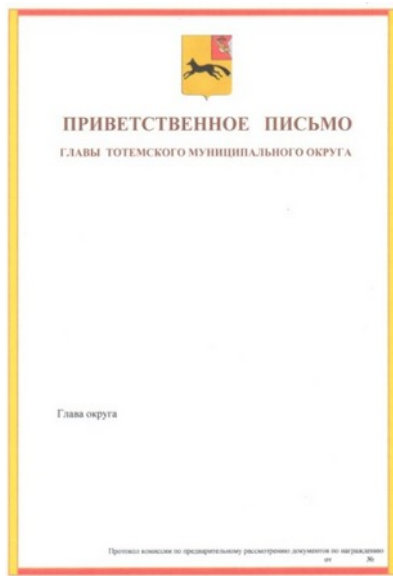 ПРИВЕТСТВЕННОЕ ПИСЬМО
ГЛАВЫ ТОТЕМСКОГО МУНИЦИПАЛЬНОГО ОКРУГА
Глава округа
Протокол комиссии по предварительному рассмотрению документов по награждению
от №